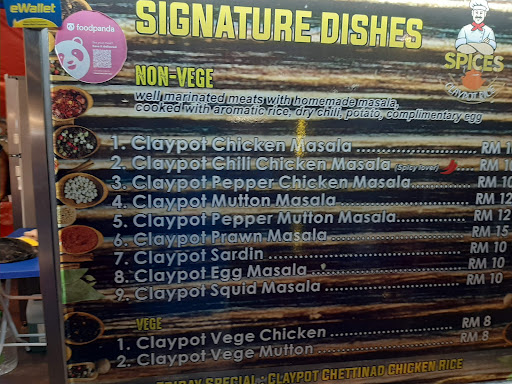 eWallet
foodpanda
SIGNATURE DISHES
SPICES
NON-VEGE
well marinated meats with homemade masala,
cooked with aromatic rice, dry chili, potato, complimentary egg
1. Claypot Chicken Masala ........ RM 1
2. Claypot Chili Chicken Masala (Spicy lover) RM 10
3. Claypot Pepper Chicken Masala........ RM 10
4. Claypot Mutton Masala........ RM 12
5. Claypot Pepper Mutton Masala........ RM 12
6. Claypot Prawn Masala ........ RM 15
7. Claypot Sardin ........ RM 10
8. Claypot Egg Masala ........ RM 10
9. Claypot Squid Masala........ RM 10
VEGE
1. Claypot Vege Chicken ........ RM 8
2. Claypot Vege Mutton ........ RM 8
FRIDAY SPECIAL : CLAYPOT CHETTINAD CHICKEN RICE